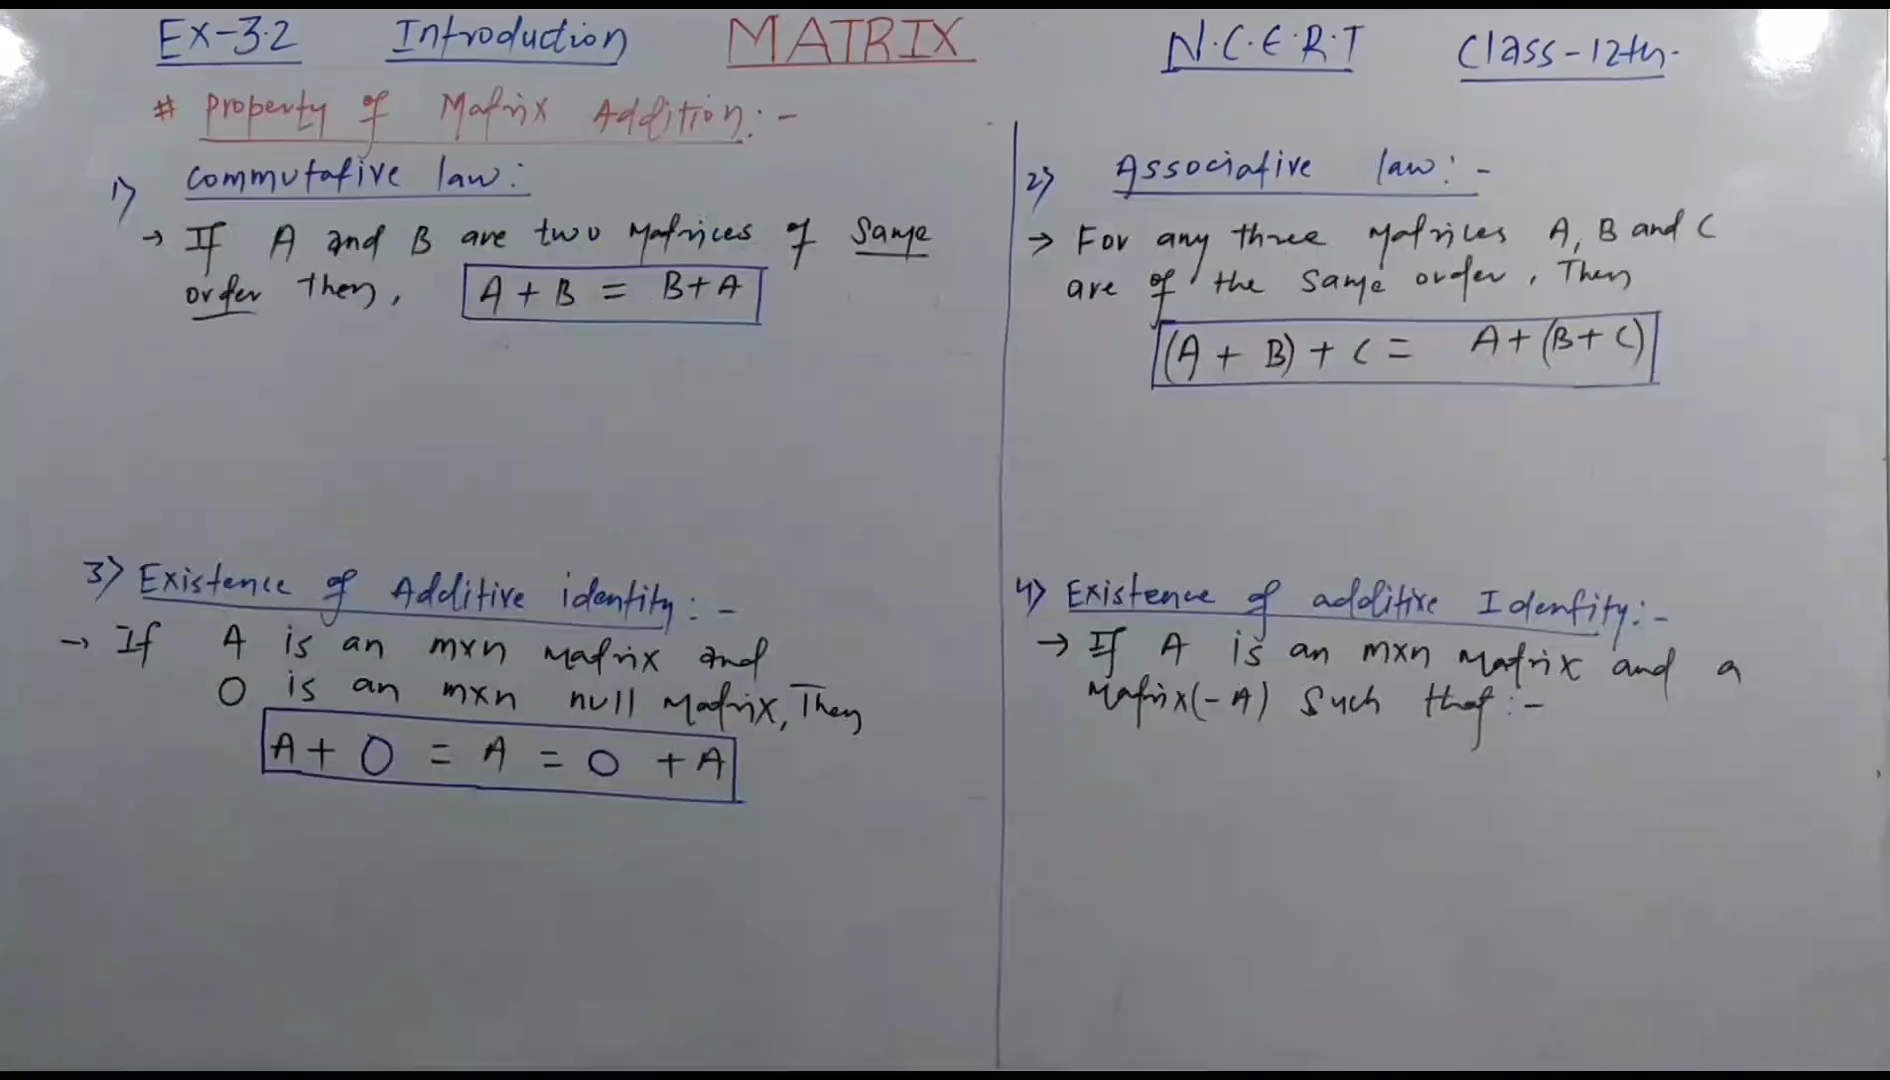 Ex-3.2 Introduction MATRIX N.C.E.R.T Class-12th.
# Property of Matrix Addition:-
1) Commutative law:
→ If A and B are two Matrices of Same
order then, A + B = B+A
2) Associative law:-
→ For any three Matrices A, B and C
are of the same order, Then
(A + B) + C = A+(B+C)
3) Existence of Additive identity:-
→ If A is an mxn Matrix and
O is an mxn null Matrix, Then
A + O = A = O + A
4) Existence of additive Identity:-
→ If A is an mxn Matrix and a
Matrix(-A) Such that:-